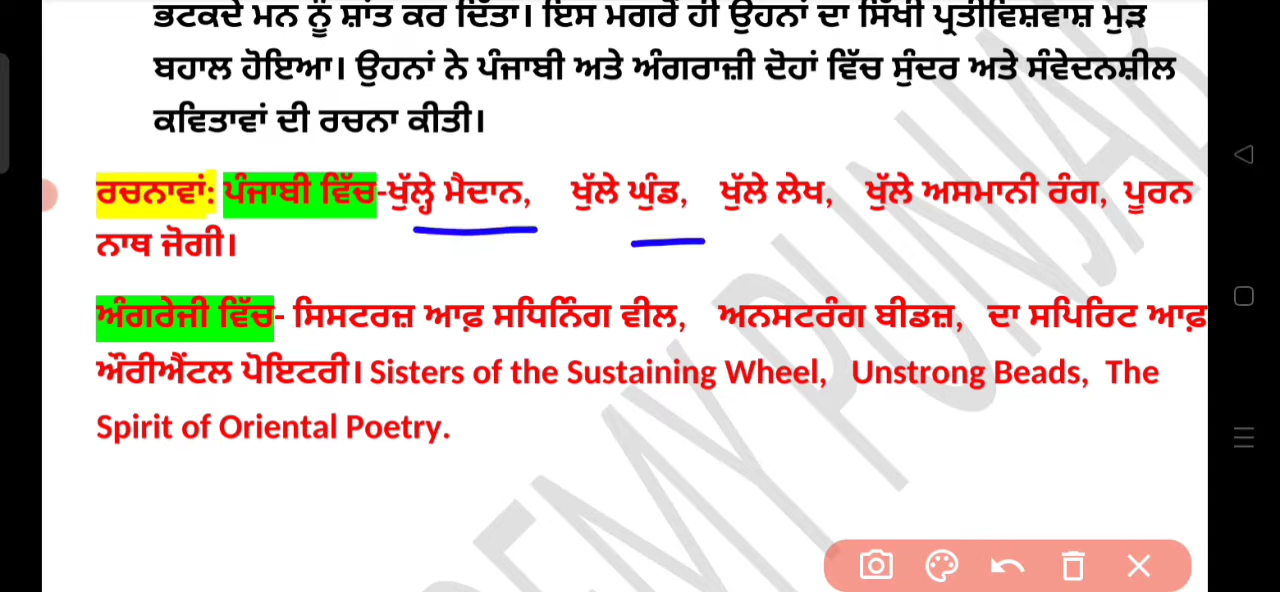 ਭਟਕਦੇ ਮਨ ਨੂੰ ਸ਼ਾਂਤ ਕਰ ਦਿੱਤਾ। ਇਸ ਮਗਰੋਂ ਹੀ ਉਹਨਾਂ ਦਾ ਸਿੱਖੀ ਪ੍ਰਤੀਵਿਸ਼ਵਾਸ਼ ਮੁੜ
ਬਹਾਲ ਹੋਇਆ। ਉਹਨਾਂ ਨੇ ਪੰਜਾਬੀ ਅਤੇ ਅੰਗਰਾਜ਼ੀ ਦੋਹਾਂ ਵਿੱਚ ਸੁੰਦਰ ਅਤੇ ਸੰਵੇਦਨਸ਼ੀਲ
ਕਵਿਤਾਵਾਂ ਦੀ ਰਚਨਾ ਕੀਤੀ।
ਰਚਨਾਵਾਂ: ਪੰਜਾਬੀ ਵਿੱਚ-ਖੁੱਲ੍ਹੇ ਮੈਦਾਨ, ਖੁੱਲੇ ਘੁੰਡ, ਖੁੱਲੇ ਲੇਖ, ਖੁੱਲੇ ਅਸਮਾਨੀ ਰੰਗ, ਪੂਰਨ
ਨਾਥ ਜੋਗੀ।
ਅੰਗਰੇਜੀ ਵਿੱਚ- ਸਿਸਟਰਜ਼ ਆਫ਼ ਸਧਿਨਿੰਗ ਵੀਲ, ਅਨਸਟਰੰਗ ਬੀਡਜ਼, ਦਾ ਸਪਿਰਿਟ ਆਫ਼
ਔਰੀਐਂਟਲ ਪੋਇਟਰੀ। Sisters of the Sustaining Wheel, Unstrong Beads, The
Spirit of Oriental Poetry.